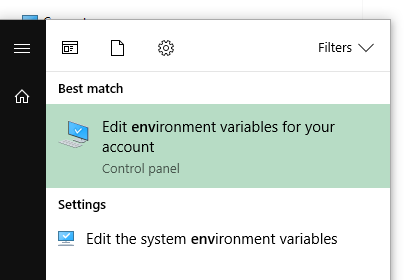 Filters
Best match
Edit environment variables for your
account
Control panel
Settings
Edit the system environment variables